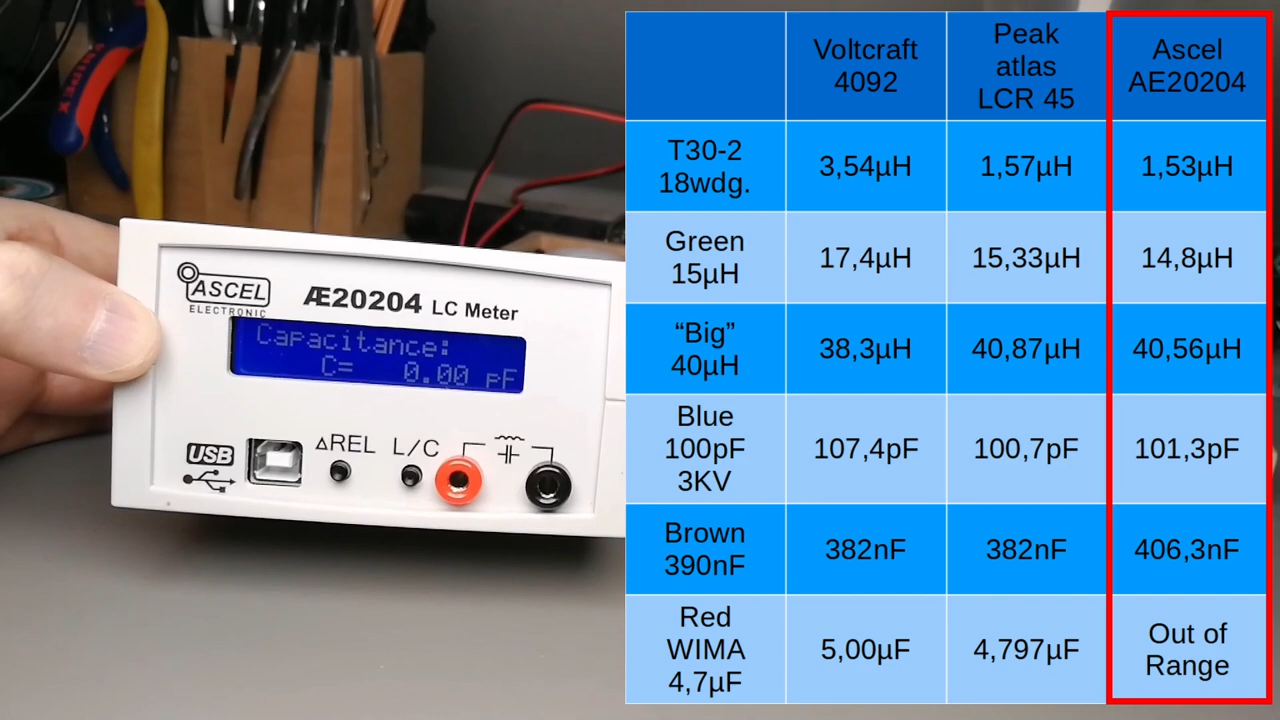 KNIPEX
ASCEL
ELECTRONIC
Æ20204 LC Meter
Capacitance:
C= 0.00 pF
USB
ΔREL
L/C
Voltcraft
4092
Peak
atlas
LCR 45
Ascel
AE20204
T30-2
18wdg.
3,54µH
1,57µH
1,53µH
Green
15µH
17,4µH
15,33µH
14,8µH
“Big”
40µH
38,3µH
40,87µH
40,56µH
Blue
100pF
3KV
107,4pF
100,7pF
101,3pF
Brown
390nF
382nF
382nF
406,3nF
Red
WIMA
4,7µF
5,00µF
4,797µF
Out of
Range